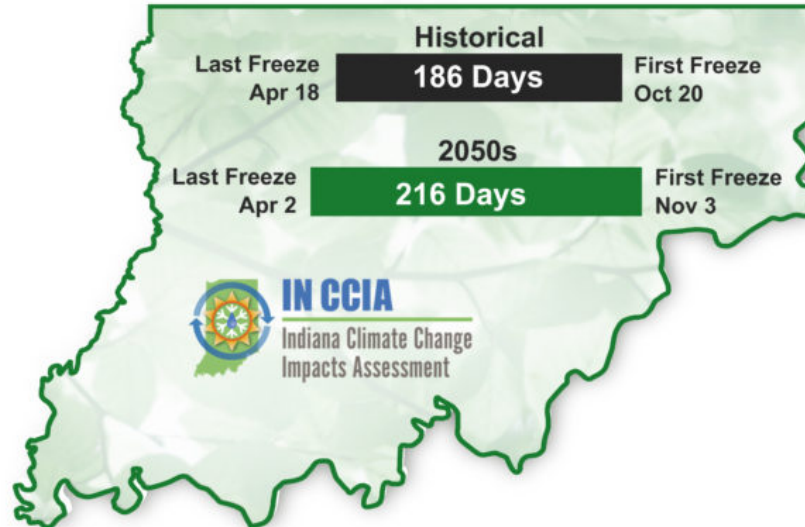 Historical
Last Freeze
Apr 18
186 Days
First Freeze
Oct 20
2050s
Last Freeze
Apr 2
216 Days
First Freeze
Nov 3
IN CCIA
Indiana Climate Change
Impacts Assessment